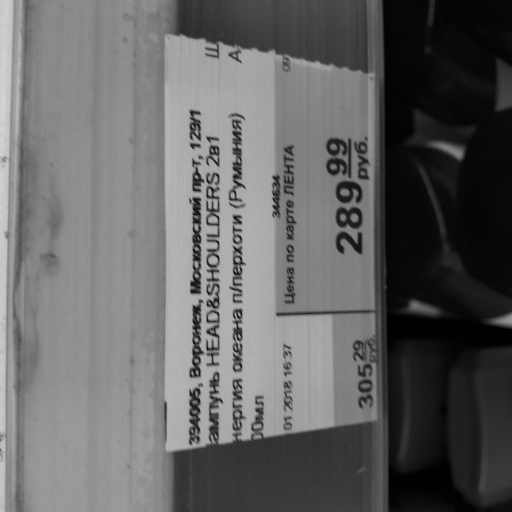 394005, Воронеж, Московский пр-т, 129/1
ампунь HEAD&SHOULDERS 2в1
нергия океана п/перхоти (Румыния)
00мл
Ш
А
344634
Цена по карте ЛЕНТА
289 99
руб.
01.2018 16:37
305 29
руб.